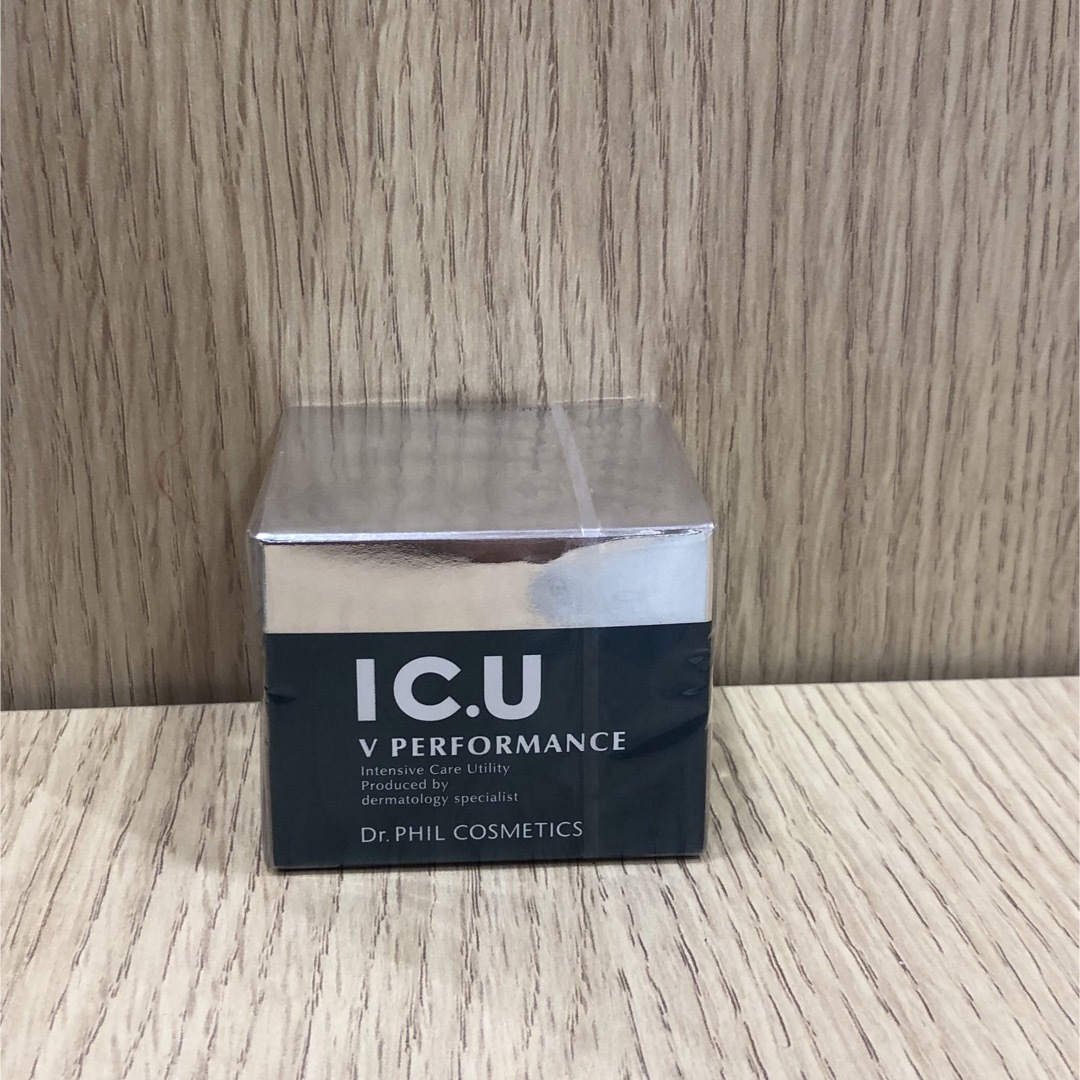 IC.U
V PERFORMANCE
Intensive Care Utility
Produced by
dermatology specialist
Dr. PHIL COSMETICS